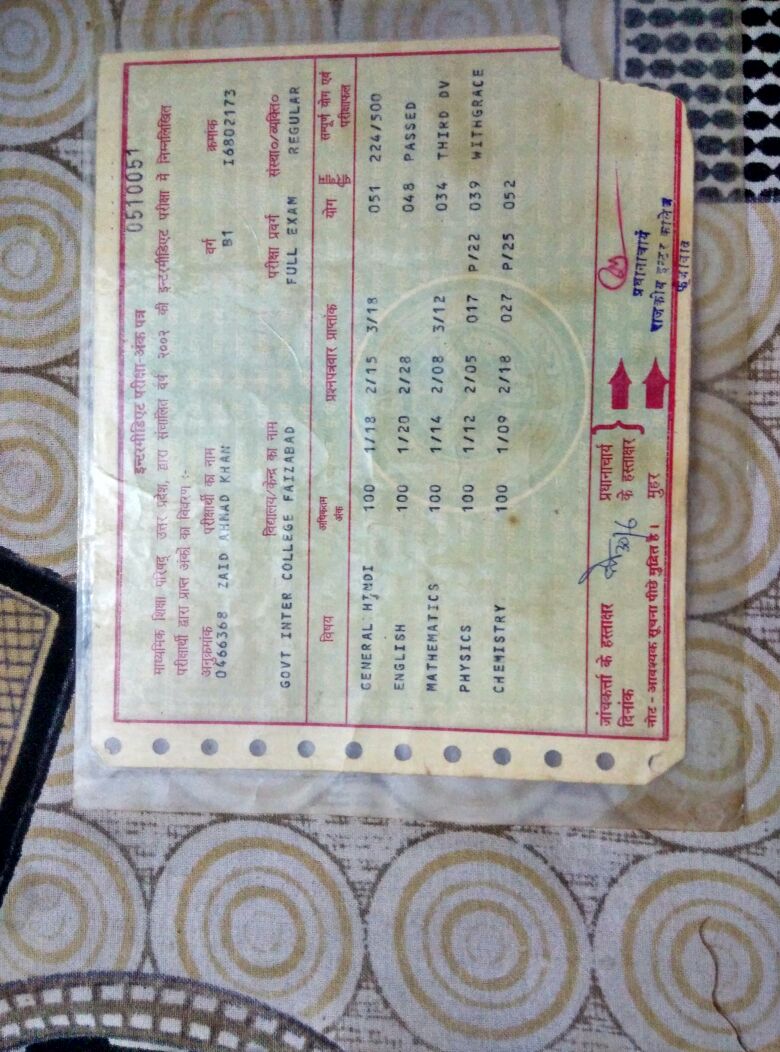 0510051
इन्टरमीडिएट परीक्षा-अंक पत्र
माध्यमिक शिक्षा परिषद् उत्तर प्रदेश, द्वारा संचालित वर्ष २००२ की इन्टरमीडिएट परीक्षा में निम्नलिखित
परीक्षार्थी द्वारा प्राप्त अंकों का विवरण :-
अनुक्रमांक परीक्षार्थी का नाम वर्ग क्रमांक
0466368 ZAID AHMAD KHAN B1 I6802173
विद्यालय/केन्द्र का नाम परीक्षा प्रवर्ग संस्था०/व्यक्ति०
GOVT INTER COLLEGE FAIZABAD FULL EXAM REGULAR
विषय अधिकतम अंक प्रश्नपत्रवार प्राप्तांक योग सम्पूर्ण योग एवं परीक्षाफल
GENERAL HINDI 100 1/18 2/15 3/18 051 224/500
ENGLISH 100 1/20 2/28 048 PASSED
MATHEMATICS 100 1/14 2/08 3/12 034 THIRD DV
PHYSICS 100 1/12 2/05 017 P/22 039 WITHGRACE
CHEMISTRY 100 1/09 2/18 027 P/25 052
जांचकर्त्ता के हस्ताक्षर प्रधानाचार्य के हस्ताक्षर
दिनांक 30/6
नोट - आवश्यक सूचना पीछे मुद्रित है। मुहर
प्रधानाचार्य
राजकीय इन्टर कालेज
फैजाबाद